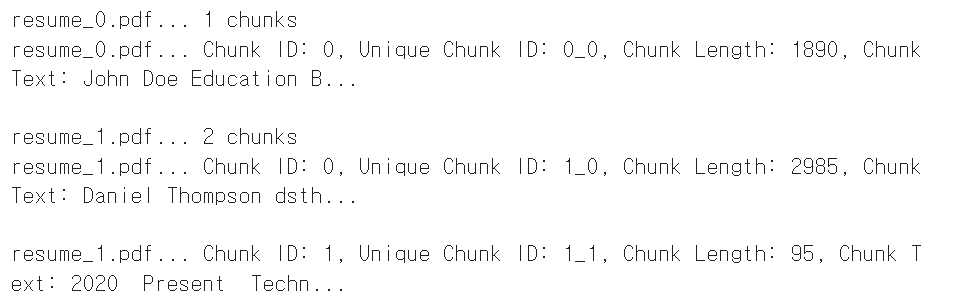 resume_0.pdf... 1 chunks
resume_0.pdf... Chunk ID: 0, Unique Chunk ID: 0_0, Chunk Length: 1890, Chunk
Text: John Doe Education B...
resume_1.pdf... 2 chunks
resume_1.pdf... Chunk ID: 0, Unique Chunk ID: 1_0, Chunk Length: 2985, Chunk
Text: Daniel Thompson dsth...
resume_1.pdf... Chunk ID: 1, Unique Chunk ID: 1_1, Chunk Length: 95, Chunk T
ext: 2020  Present  Techn...